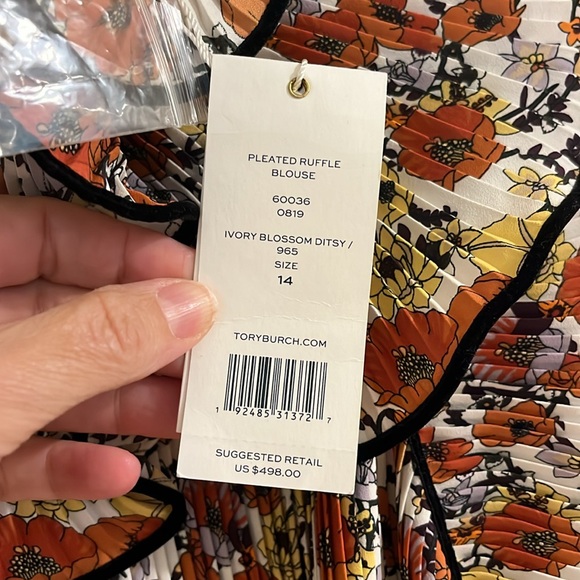 PLEATED RUFFLE
BLOUSE
60036
0819
IVORY BLOSSOM DITSY /
965
SIZE
14
TORYBURCH.COM
1 92485 31372 7
SUGGESTED RETAIL
US $498.00